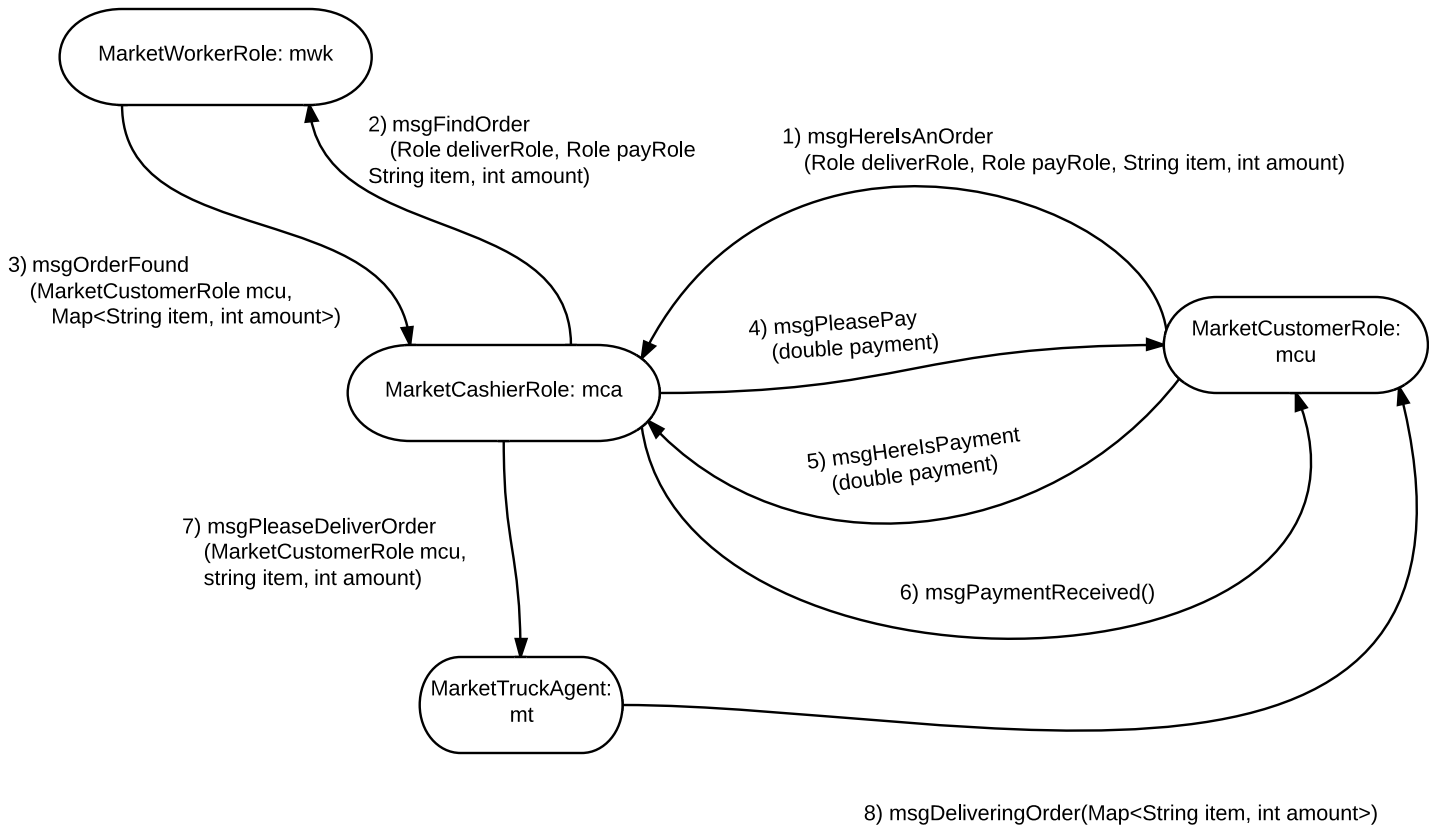 MarketWorkerRole: mwk
2) msgFindOrder
(Role deliverRole, Role payRole
String item, int amount)
1) msgHereIsAnOrder
(Role deliverRole, Role payRole, String item, int amount)
3) msgOrderFound
(MarketCustomerRole mcu,
Map<String item, int amount>)
4) msgPleasePay
(double payment)
MarketCustomerRole:
mcu
MarketCashierRole: mca
5) msgHereIsPayment
(double payment)
7) msgPleaseDeliverOrder
(MarketCustomerRole mcu,
string item, int amount)
6) msgPaymentReceived()
MarketTruckAgent:
mt
8) msgDeliveringOrder(Map<String item, int amount>)